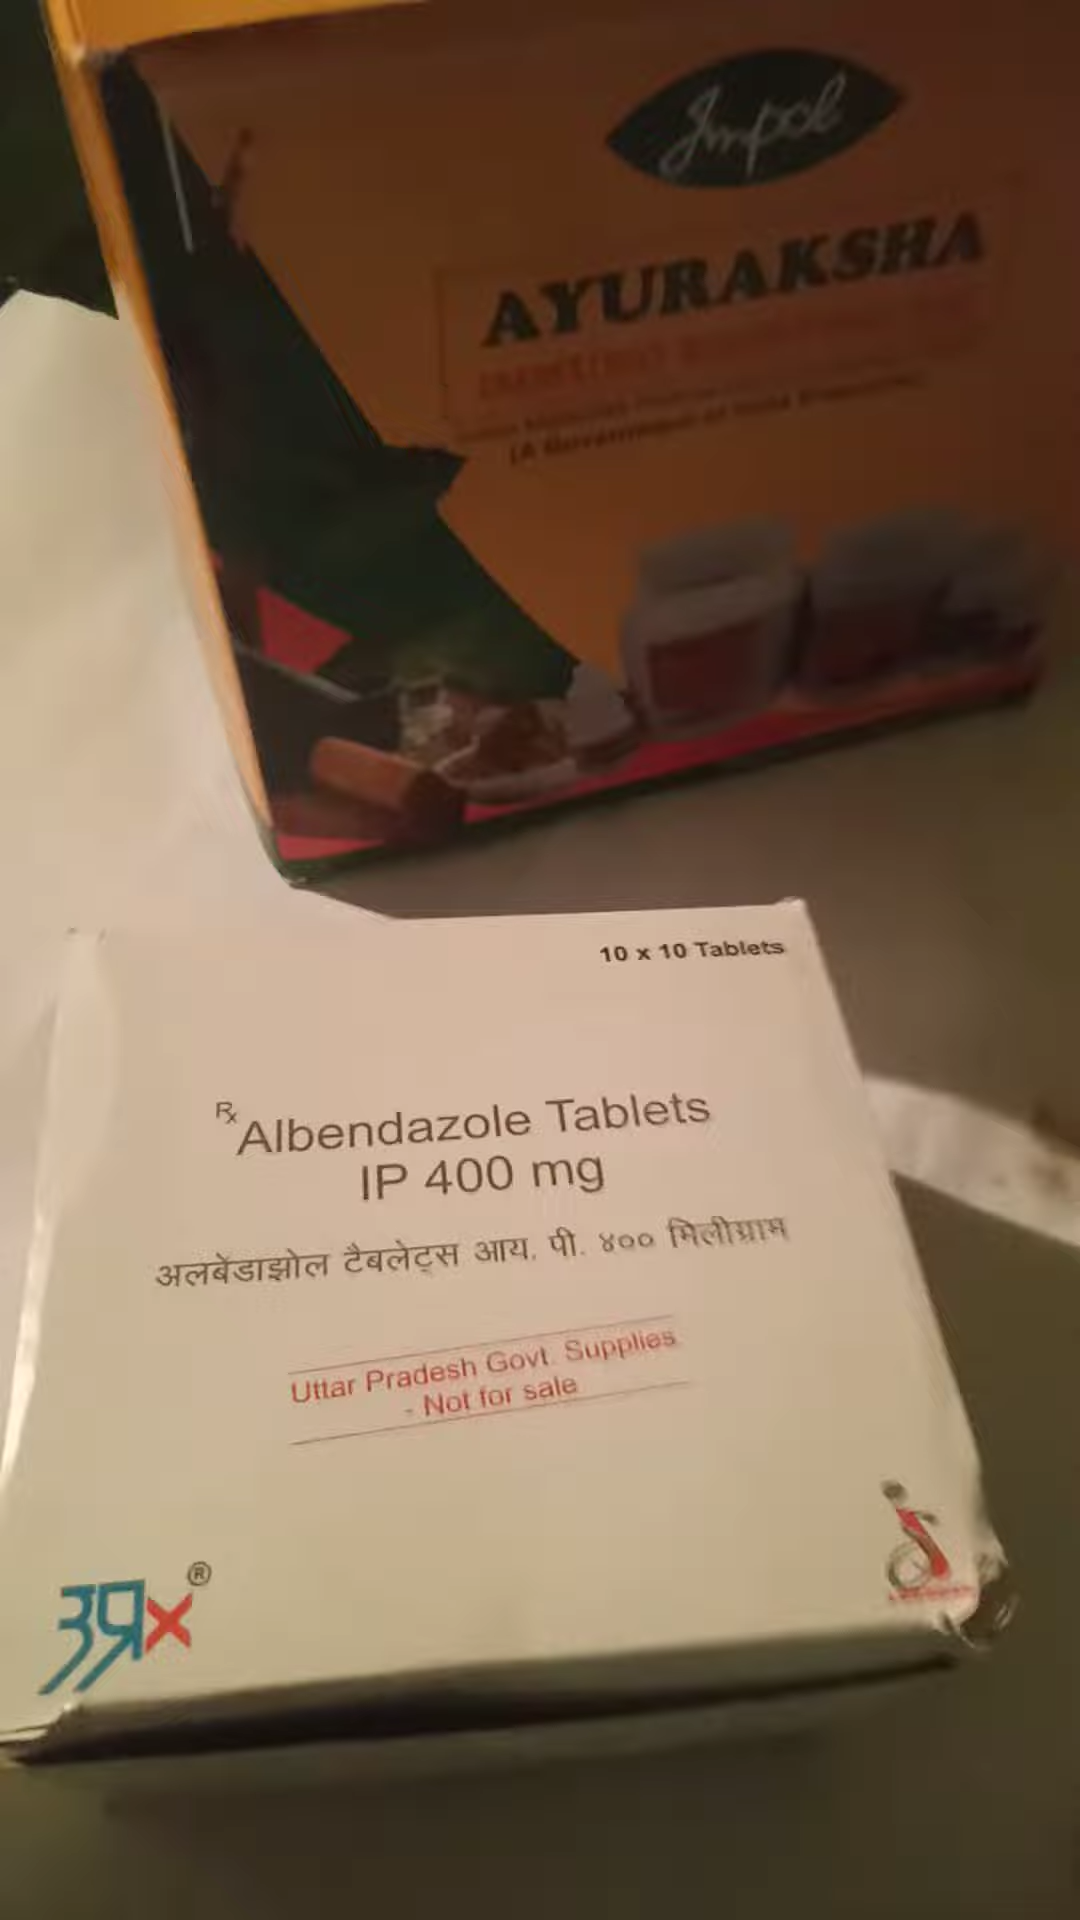 Impcl
AYURAKSHA
10 x 10 Tablets
Rx
Albendazole Tablets
IP 400 mg
अलबेंडाझोल टैबलेट्स आय. पी. ४०० मिलीग्राम
Uttar Pradesh Govt. Supplies
- Not for sale
उप्रx®